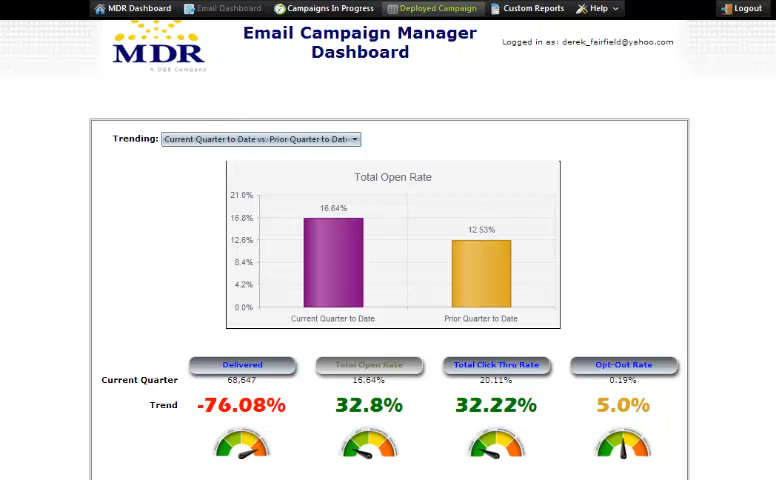 MDR Dashboard Email Dashboard Campaigns In Progress Deployed Campaign Custom Reports Help Logout
MDR
A D&B Company
Email Campaign Manager
Dashboard
Logged in as: derek_fairfield@yahoo.com
Trending: Current Quarter to Date vs. Prior Quarter to Dat
Total Open Rate
21.0%
16.8%
12.6%
8.4%
4.2%
0.0%
16.64%
12.53%
Current Quarter to Date Prior Quarter to Date
Delivered Total Open Rate Total Click Thru Rate Opt-Out Rate
Current Quarter 68,647 16.64% 20.11% 0.19%
Trend -76.08% 32.8% 32.22% 5.0%